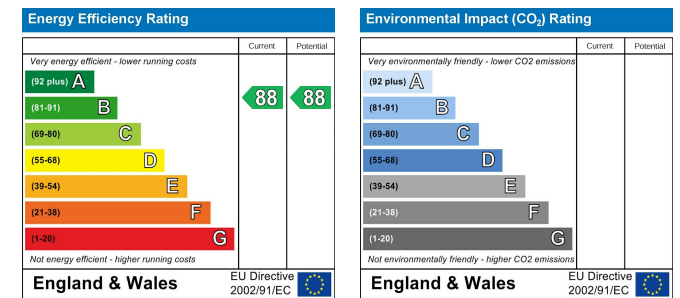 Energy Efficiency Rating
Current Potential
Very energy efficient - lower running costs
(92 plus) A
(81-91) B
88 88
(69-80) C
(55-68) D
(39-54) E
(21-38) F
(1-20) G
Not energy efficient - higher running costs
England & Wales
EU Directive
2002/91/EC
Environmental Impact (CO₂) Rating
Current Potential
Very environmentally friendly - lower CO2 emissions
(92 plus) A
(81-91) B
(69-80) C
(55-68) D
(39-54) E
(21-38) F
(1-20) G
Not environmentally friendly - higher CO2 emissions
England & Wales
EU Directive
2002/91/EC